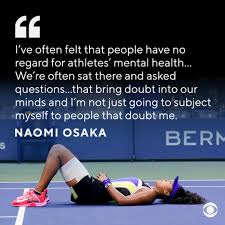 “
I’ve often felt that people have no
regard for athletes’ mental health...
We’re often sat there and asked
questions...that bring doubt into our
minds and I’m not just going to subject
myself to people that doubt me.
NAOMI OSAKA
BERM